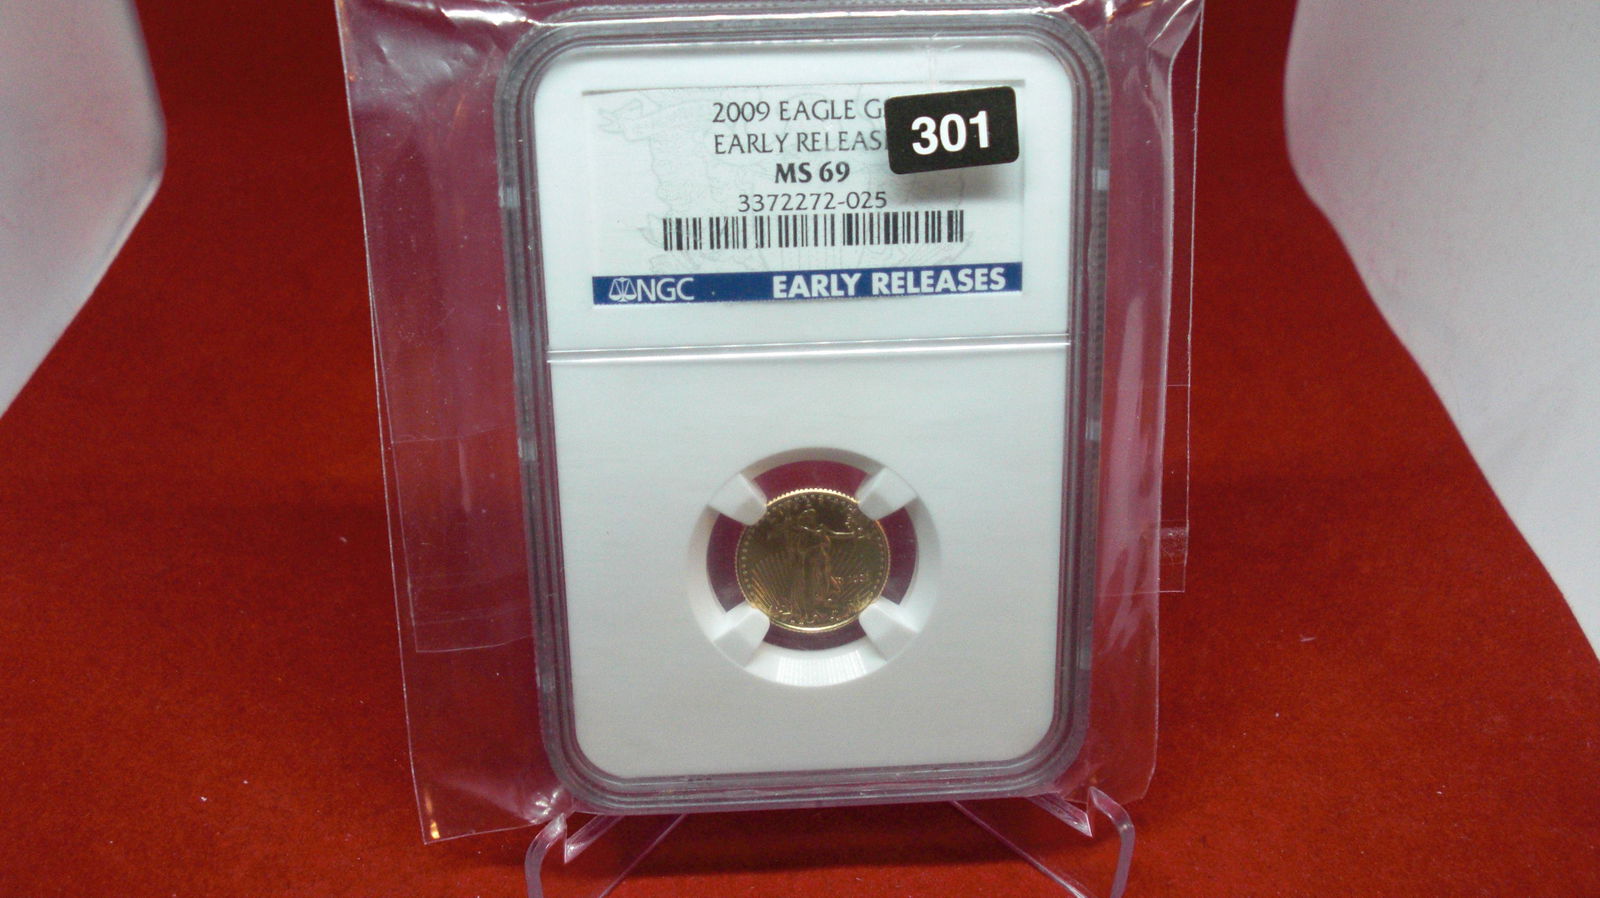 2009 EAGLE G
EARLY RELEAS
301
MS 69
3372272-025
NGC EARLY RELEASES